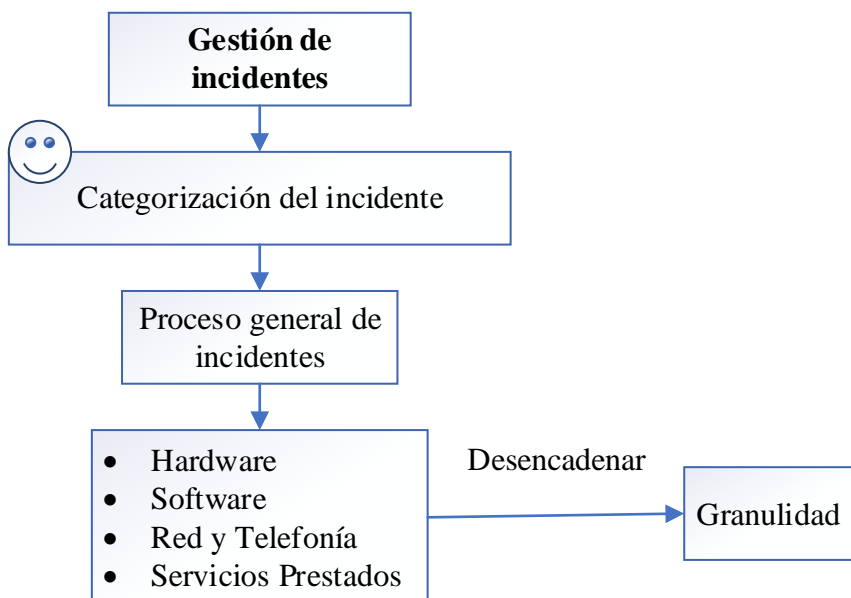 Gestión de
incidentes
Categorización del incidente
Proceso general de
incidentes
• Hardware
• Software
• Red y Telefonía
• Servicios Prestados
Desencadenar
Granulidad